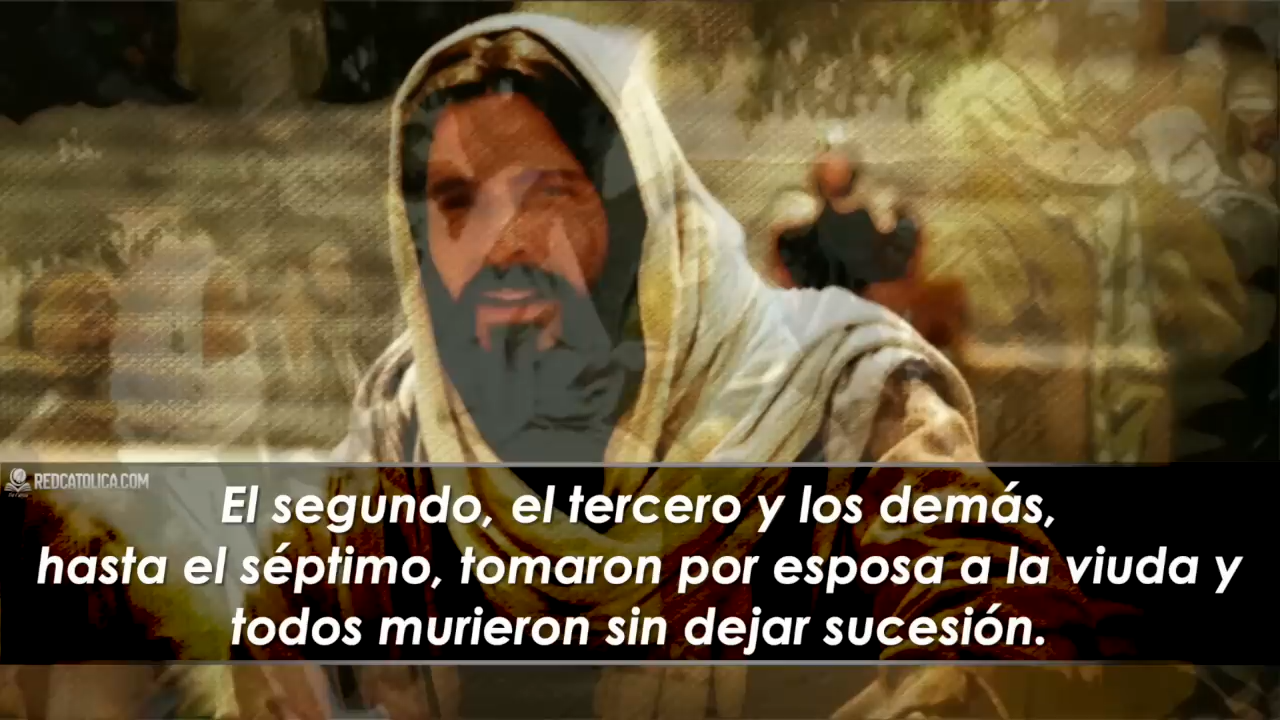 REDCATOLICA.COM
El segundo, el tercero y los demás,
hasta el séptimo, tomaron por esposa a la viuda y
todos murieron sin dejar sucesión.